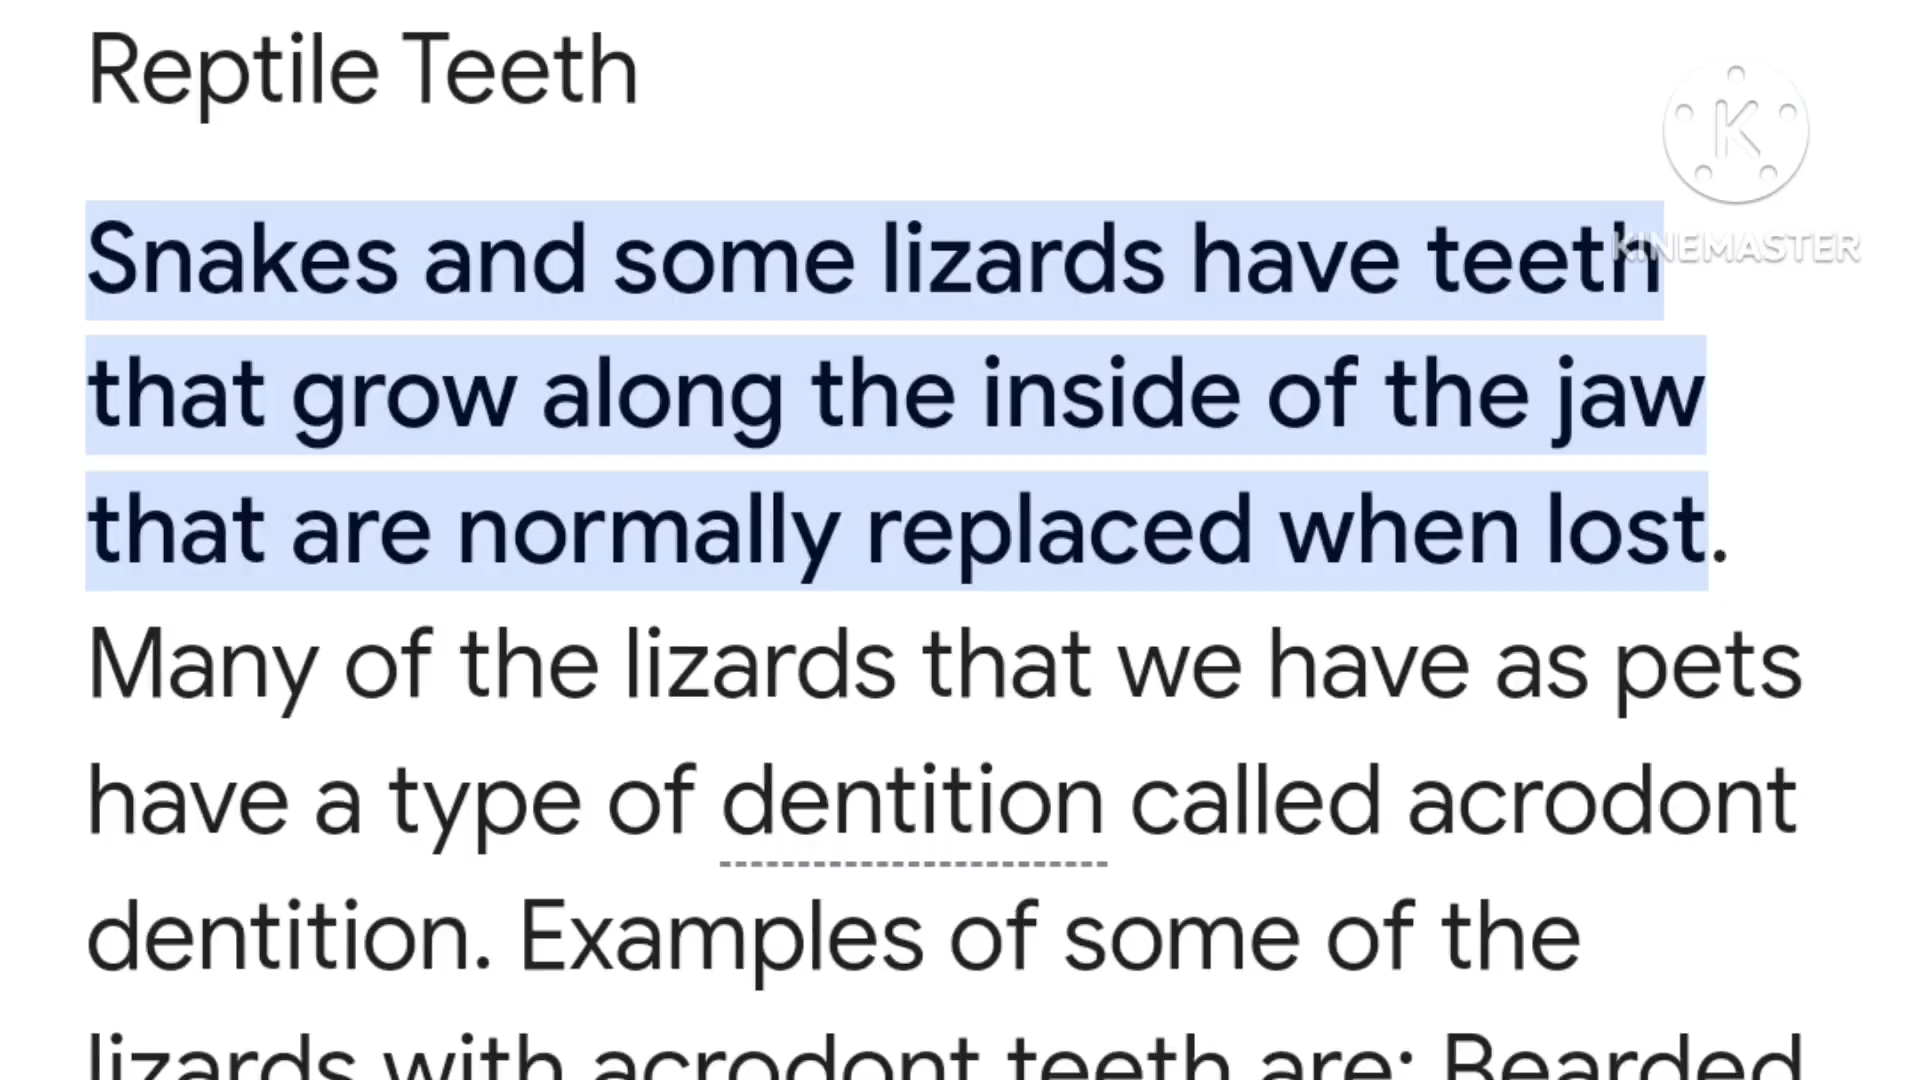 Reptile Teeth
K
KINEMASTER
Snakes and some lizards have teeth
that grow along the inside of the jaw
that are normally replaced when lost.
Many of the lizards that we have as pets
have a type of dentition called acrodont
dentition. Examples of some of the
lizards with acrodont teeth are: Bearded